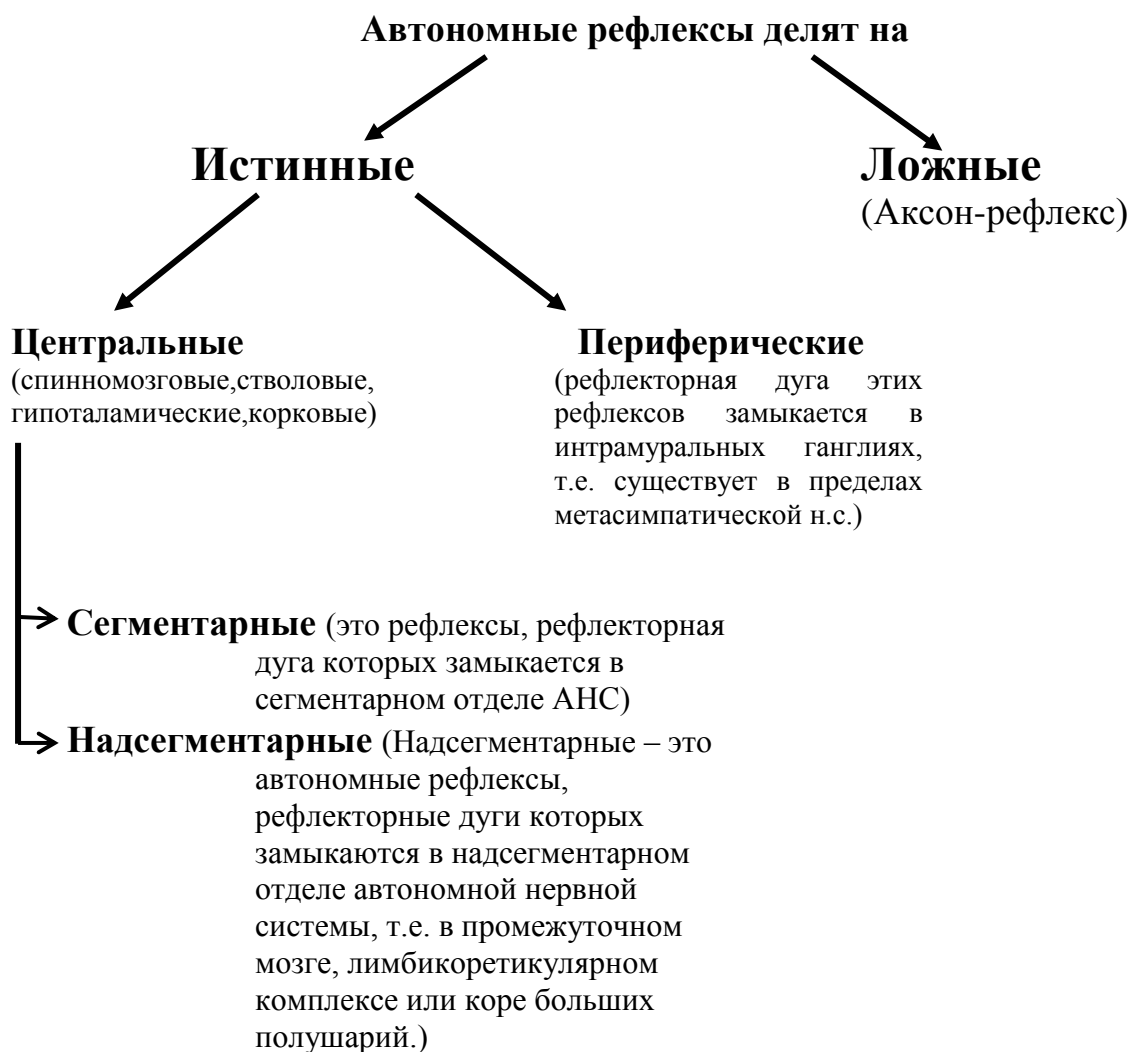 Автономные рефлексы делят на
Истинные
Ложные
(Аксон-рефлекс)
Центральные
(спинномозговые,стволовые,
гипоталамические,корковые)
Периферические
(рефлекторная дуга этих
рефлексов замыкается в
интрамуральных ганглиях,
т.е. существует в пределах
метасимпатической н.с.)
Сегментарные (это рефлексы, рефлекторная
дуга которых замыкается в
сегментарном отделе АНС)
Надсегментарные (Надсегментарные – это
автономные рефлексы,
рефлекторные дуги которых
замыкаются в надсегментарном
отделе автономной нервной
системы, т.е. в промежуточном
мозге, лимбикоретикулярном
комплексе или коре больших
полушарий.)